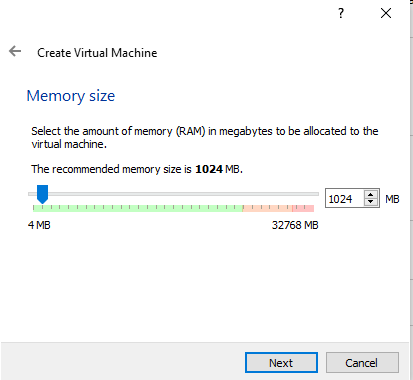 ?
Create Virtual Machine
Memory size
Select the amount of memory (RAM) in megabytes to be allocated to the
virtual machine.
The recommended memory size is 1024 MB.
1024 MB
4 MB 32768 MB
Next Cancel